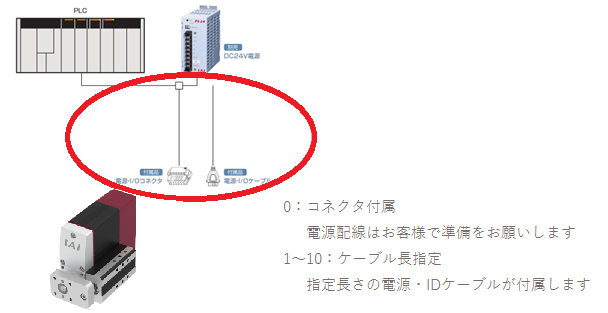 PLC
別売
DC24V電源
付属品
電源・I/Oコネクタ
付属品
電源・I/Oケーブル
IAI
0：コネクタ付属
電源配線はお客様で準備をお願いします
1～10：ケーブル長指定
指定長さの電源・IDケーブルが付属します